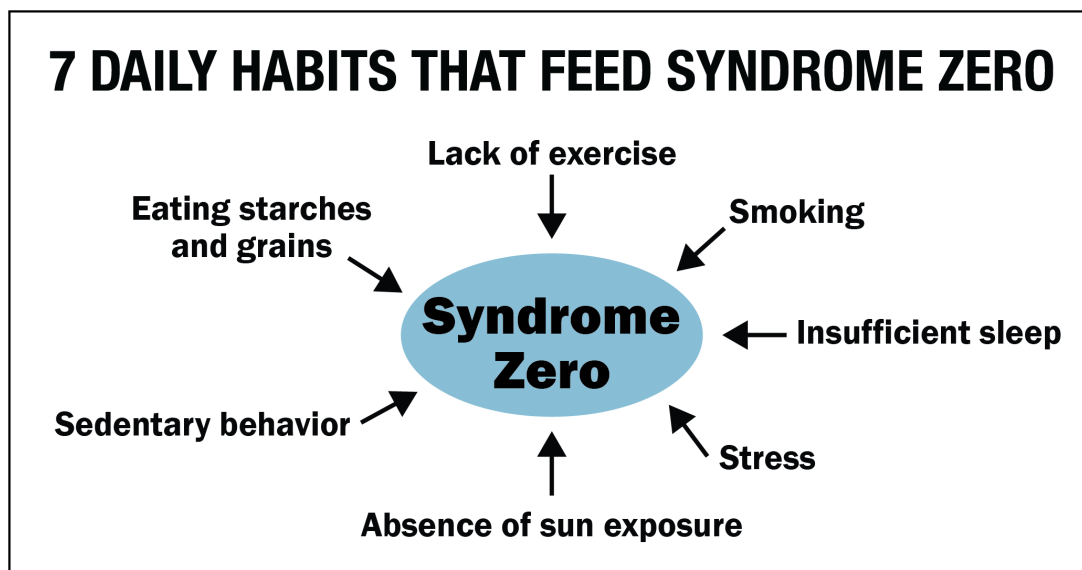 7 DAILY HABITS THAT FEED SYNDROME ZERO
Lack of exercise
Eating starches
and grains
Smoking
Syndrome
Zero
Insufficient sleep
Sedentary behavior
Stress
Absence of sun exposure